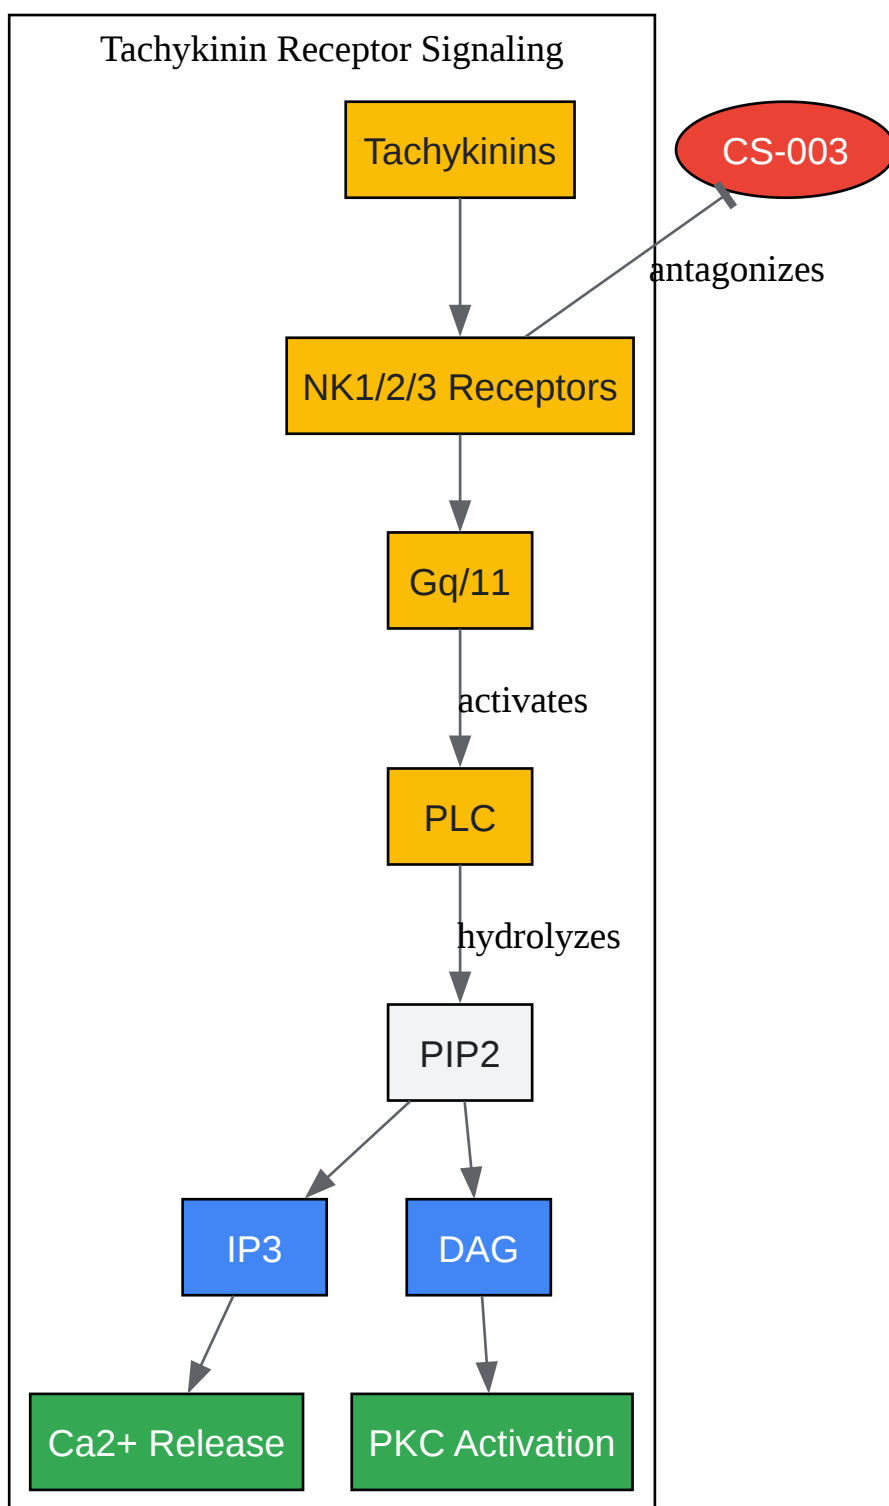 Tachykinin Receptor Signaling
Tachykinins
CS-003
antagonizes
NK1/2/3 Receptors
Gq/11
activates
PLC
hydrolyzes
PIP2
IP3
DAG
Ca2+ Release
PKC Activation